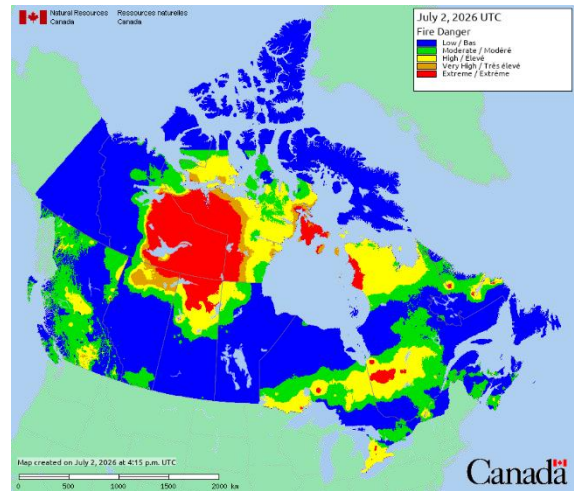 Natural Resources Ressources naturelles
Canada Canada
July 2, 2026 UTC
Fire Danger
Low / Bas
Moderate / Modéré
High / Élevé
Very High / Très élevé
Extreme / Extrême
Map created on July 2, 2026 at 4:15 p.m. UTC
0 500 1000 1500 2000 km
Canada